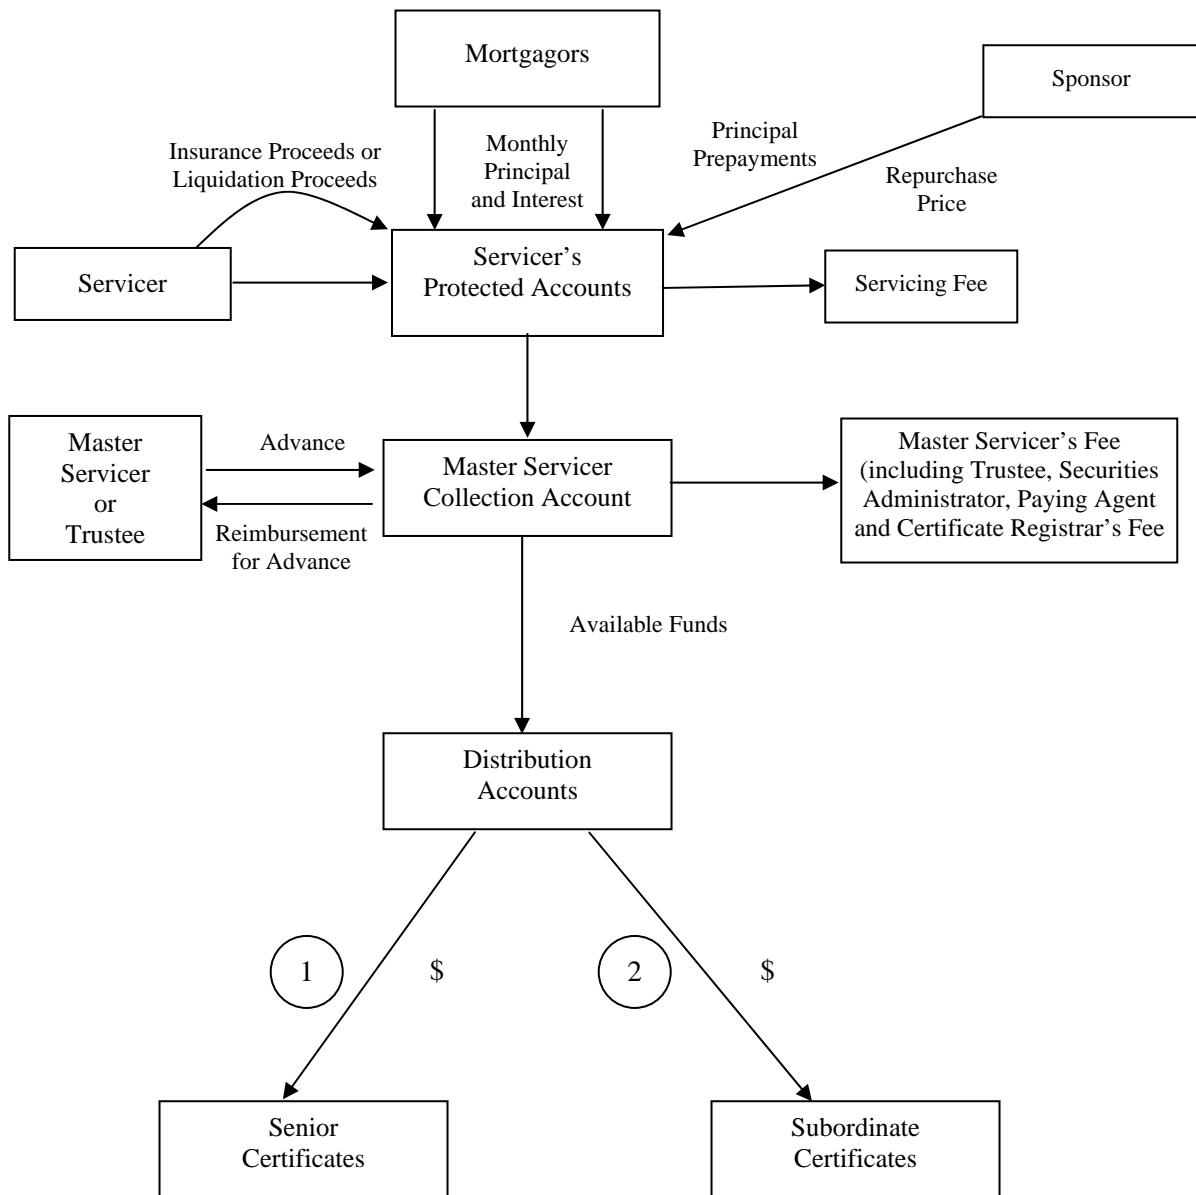 Mortgagors
Sponsor
Insurance Proceeds or
Liquidation Proceeds
Monthly
Principal
and Interest
Principal
Prepayments
Repurchase
Price
Servicer
Servicer’s
Protected Accounts
Servicing Fee
Master
Servicer
or
Trustee
Advance
Reimbursement
for Advance
Master Servicer
Collection Account
Master Servicer’s Fee
(including Trustee, Securities
Administrator, Paying Agent
and Certificate Registrar’s Fee
Available Funds
Distribution
Accounts
1
$
2
$
Senior
Certificates
Subordinate
Certificates